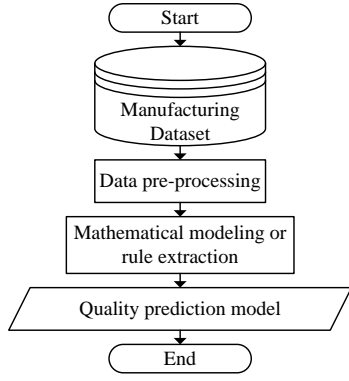 Start
Manufacturing
Dataset
Data pre-processing
Mathematical modeling or
rule extraction
Quality prediction model
End